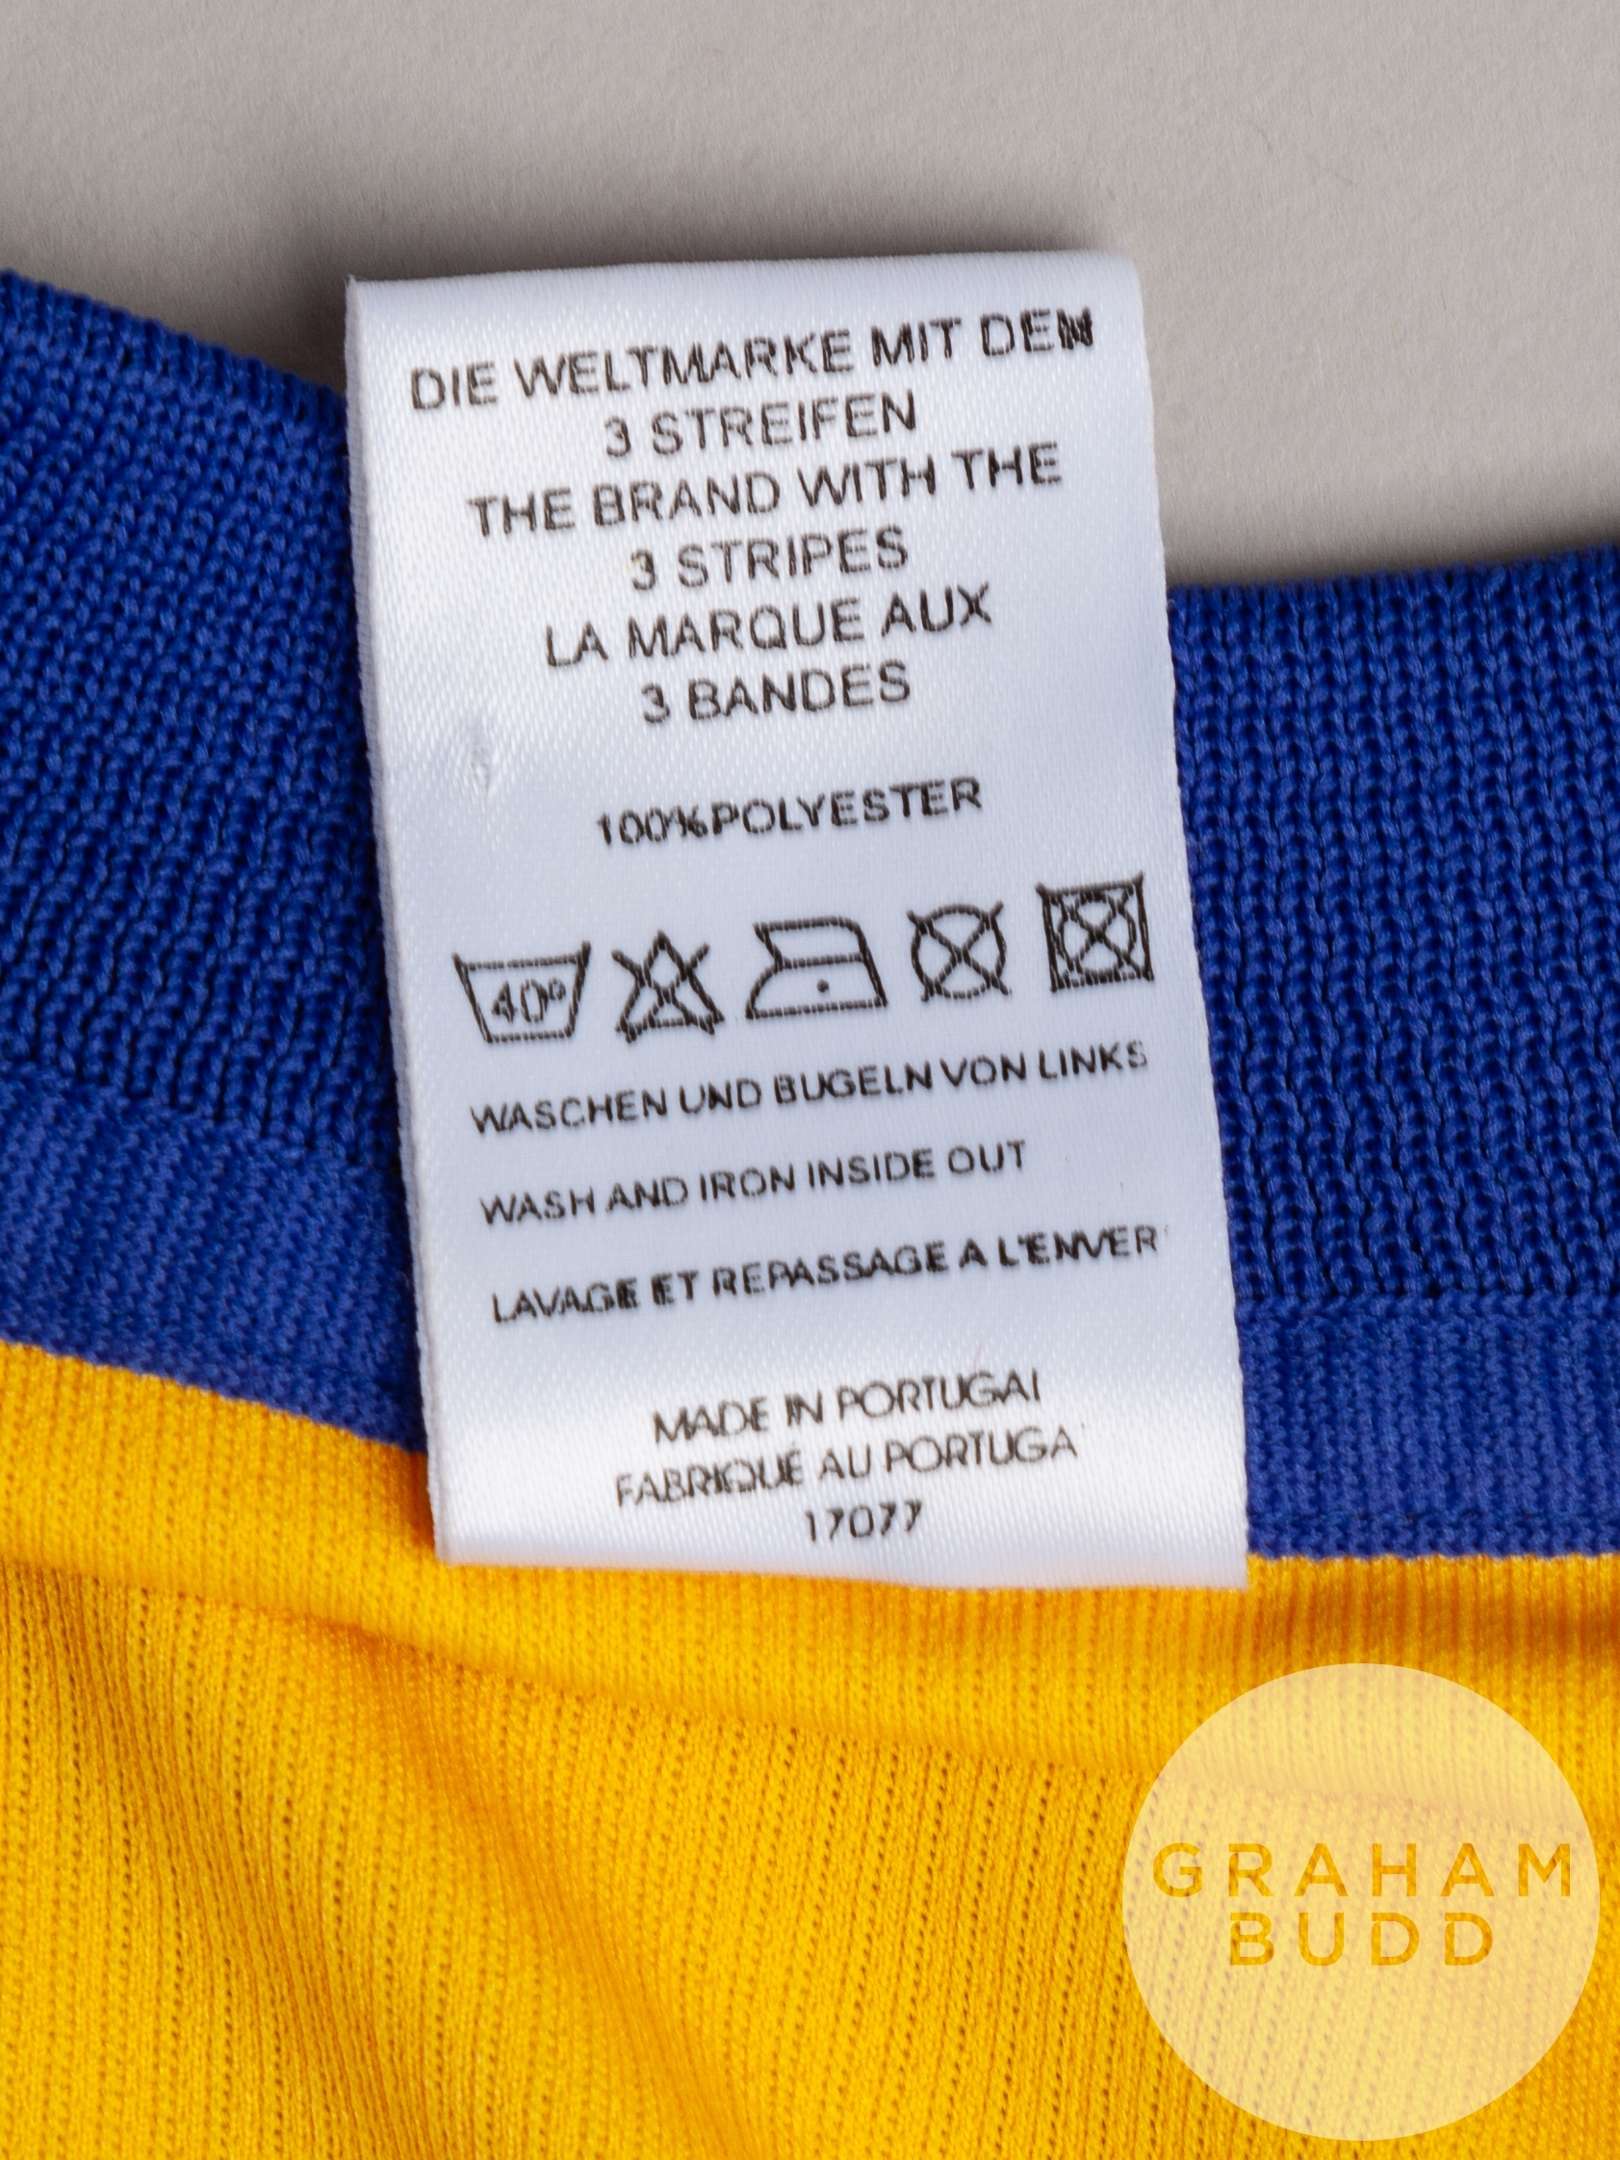 DIE WELTMARKE MIT DEN
3 STREIFEN
THE BRAND WITH THE
3 STRIPES
LA MARQUE AUX
3 BANDES
100%POLYESTER
40°
WASCHEN UND BUGELN VON LINKS
WASH AND IRON INSIDE OUT
LAVAGE ET REPASSAGE A L'ENVER
MADE IN PORTUGAL
FABRIQUÉ AU PORTUGA
17077
GRAHAM
BUDD